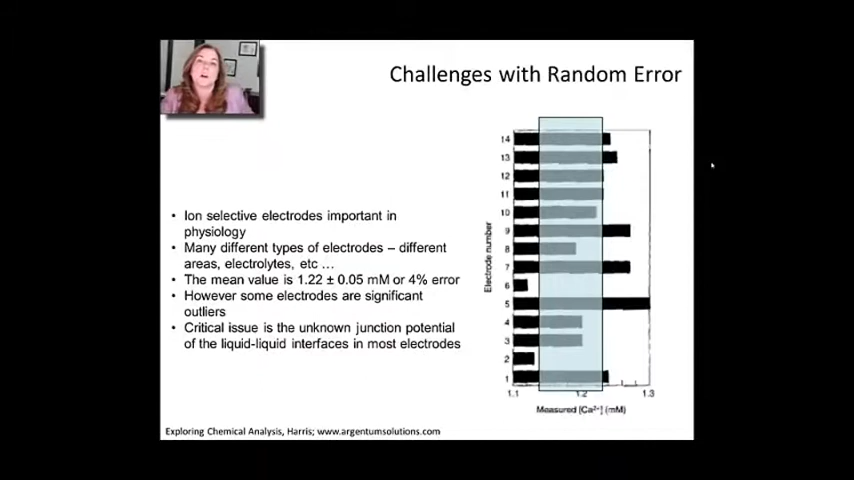 Challenges with Random Error
• Ion selective electrodes important in
physiology
• Many different types of electrodes – different
areas, electrolytes, etc …
• The mean value is 1.22 ± 0.05 mM or 4% error
• However some electrodes are significant
outliers
• Critical issue is the unknown junction potential
of the liquid-liquid interfaces in most electrodes
Electrode number
14
13
12
11
10
9
8
7
6
5
4
3
2
1
1.1 1.2 1.3
Measured [Ca²⁺] (mM)
Exploring Chemical Analysis, Harris; www.argentumsolutions.com